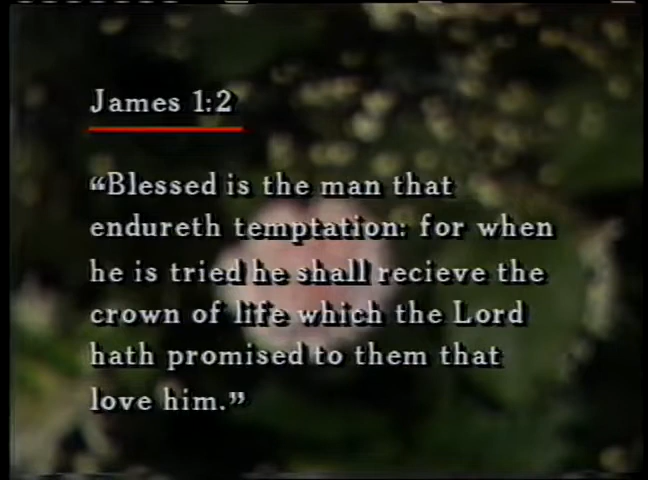 James 1:2
“Blessed is the man that
endureth temptation: for when
he is tried he shall recieve the
crown of life which the Lord
hath promised to them that
love him.”